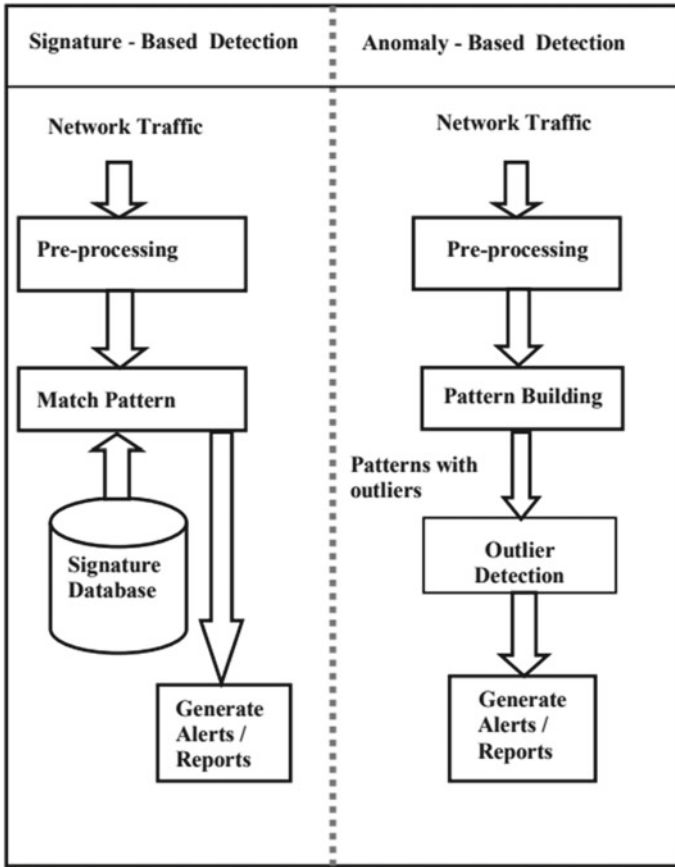 Signature - Based Detection
Network Traffic
Pre-processing
Match Pattern
Signature
Database
Generate
Alerts /
Reports
Anomaly - Based Detection
Network Traffic
Pre-processing
Pattern Building
Patterns with
outliers
Outlier
Detection
Generate
Alerts /
Reports